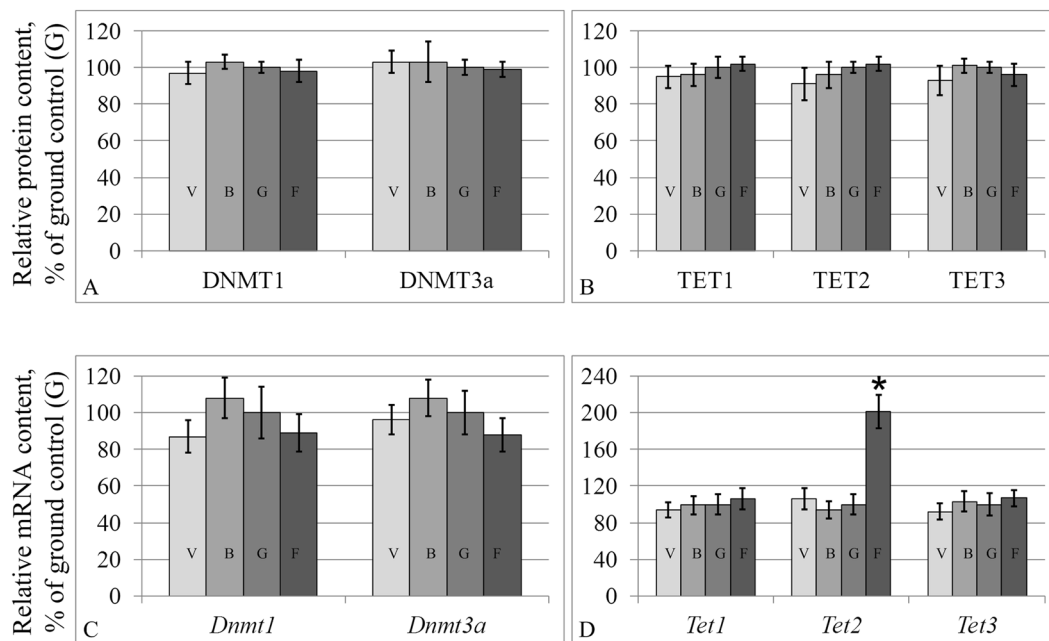 Relative protein content,
% of ground control (G)
120
100
80
60
40
20
0
V B G F
V B G F
DNMT1 DNMT3a
A
120
100
80
60
40
20
0
V B G F
V B G F
V B G F
TET1 TET2 TET3
B
Relative mRNA content,
% of ground control (G)
120
100
80
60
40
20
0
V B G F
V B G F
Dnmt1 Dnmt3a
C
240
200
160
120
80
40
0
*
V B G F
V B G F
V B G F
Tet1 Tet2 Tet3
D